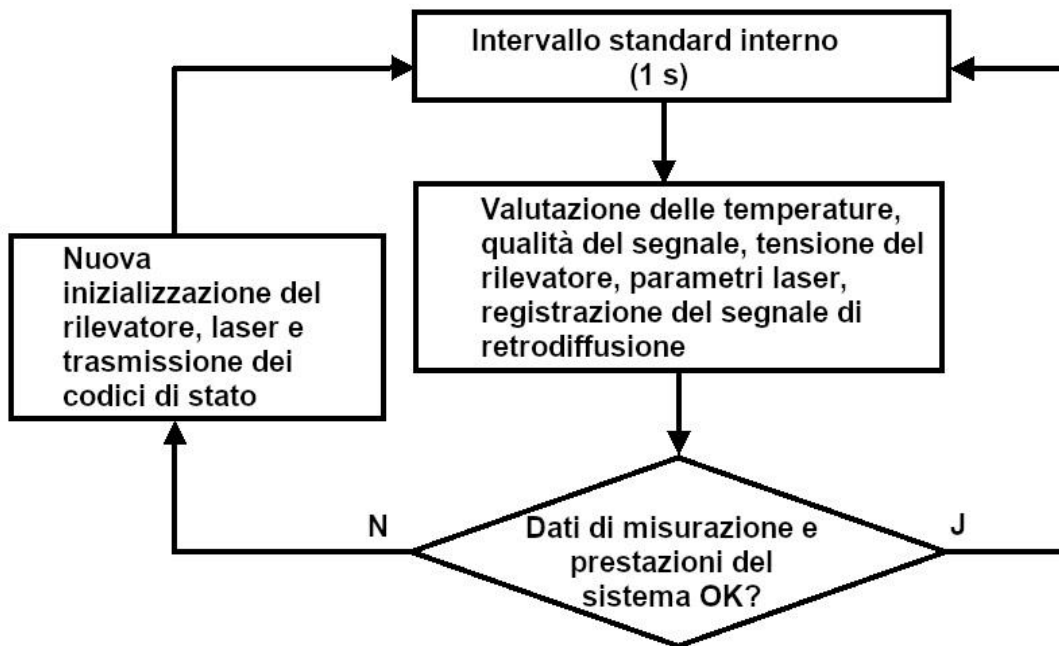 Intervallo standard interno
(1 s)
Valutazione delle temperature,
qualità del segnale, tensione del
rilevatore, parametri laser,
registrazione del segnale di
retrodiffusione
Nuova
inizializzazione del
rilevatore, laser e
trasmissione dei
codici di stato
N
Dati di misurazione e
prestazioni del
sistema OK?
J